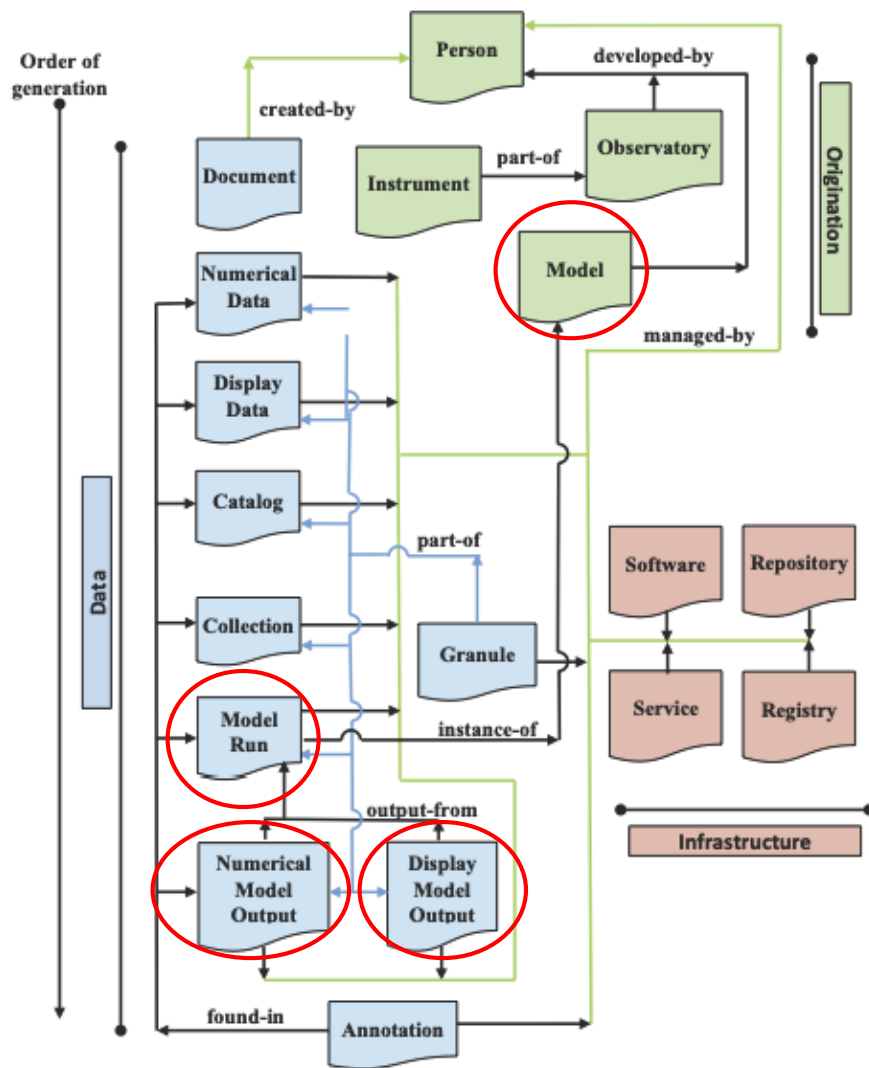 Order of
generation
Person
developed-by
created-by
Document
Instrument
part-of
Observatory
Origination
Numerical
Data
Model
managed-by
Display
Data
Catalog
part-of
Software
Repository
Data
Collection
Granule
Service
Registry
Model
Run
instance-of
output-from
Infrastructure
Numerical
Model
Output
Display
Model
Output
found-in
Annotation